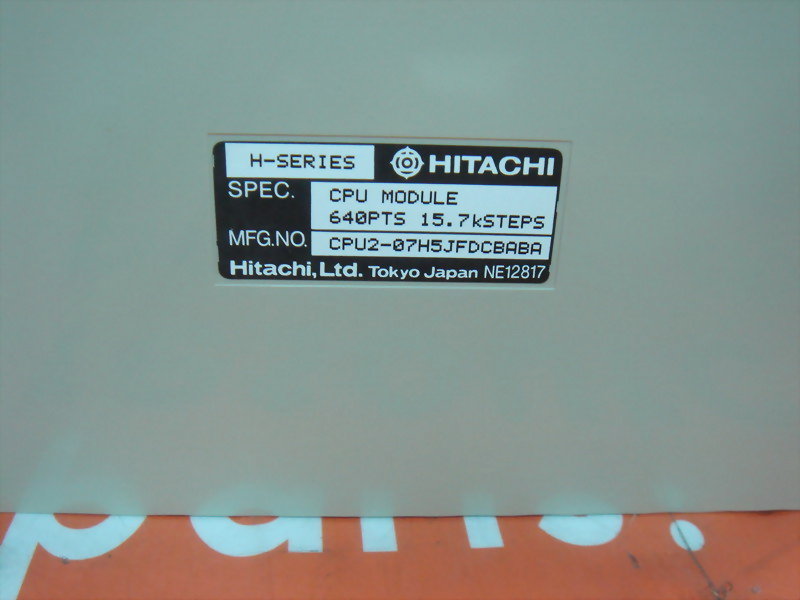 H-SERIES HITACHI
SPEC. CPU MODULE
640PTS 15.7kSTEPS
MFG.NO. CPU2-07H5JFDCBABA
Hitachi,Ltd. Tokyo Japan NE12817